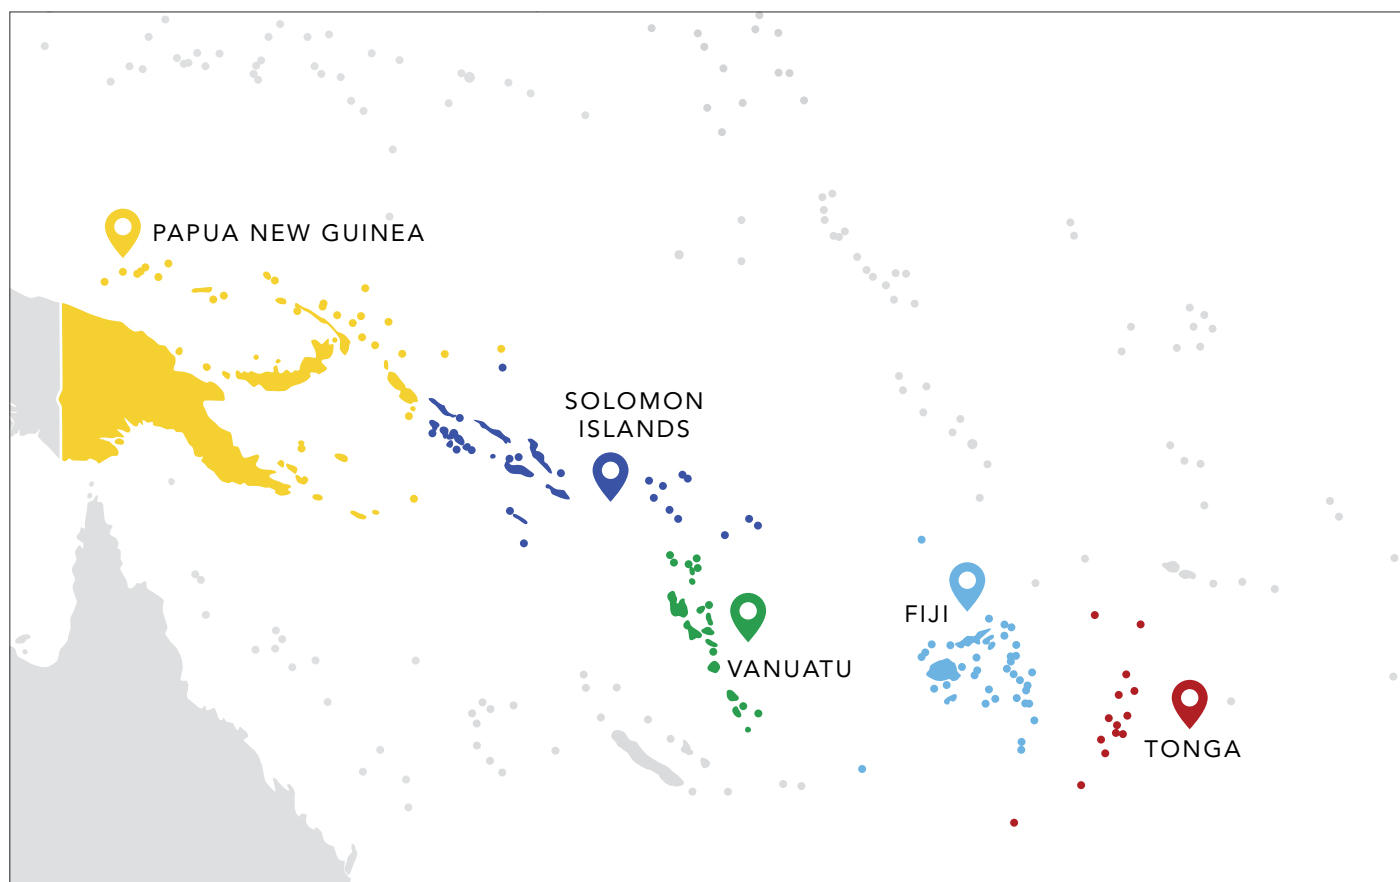 PAPUA NEW GUINEA
SOLOMON
ISLANDS
FIJI
VANUATU
TONGA